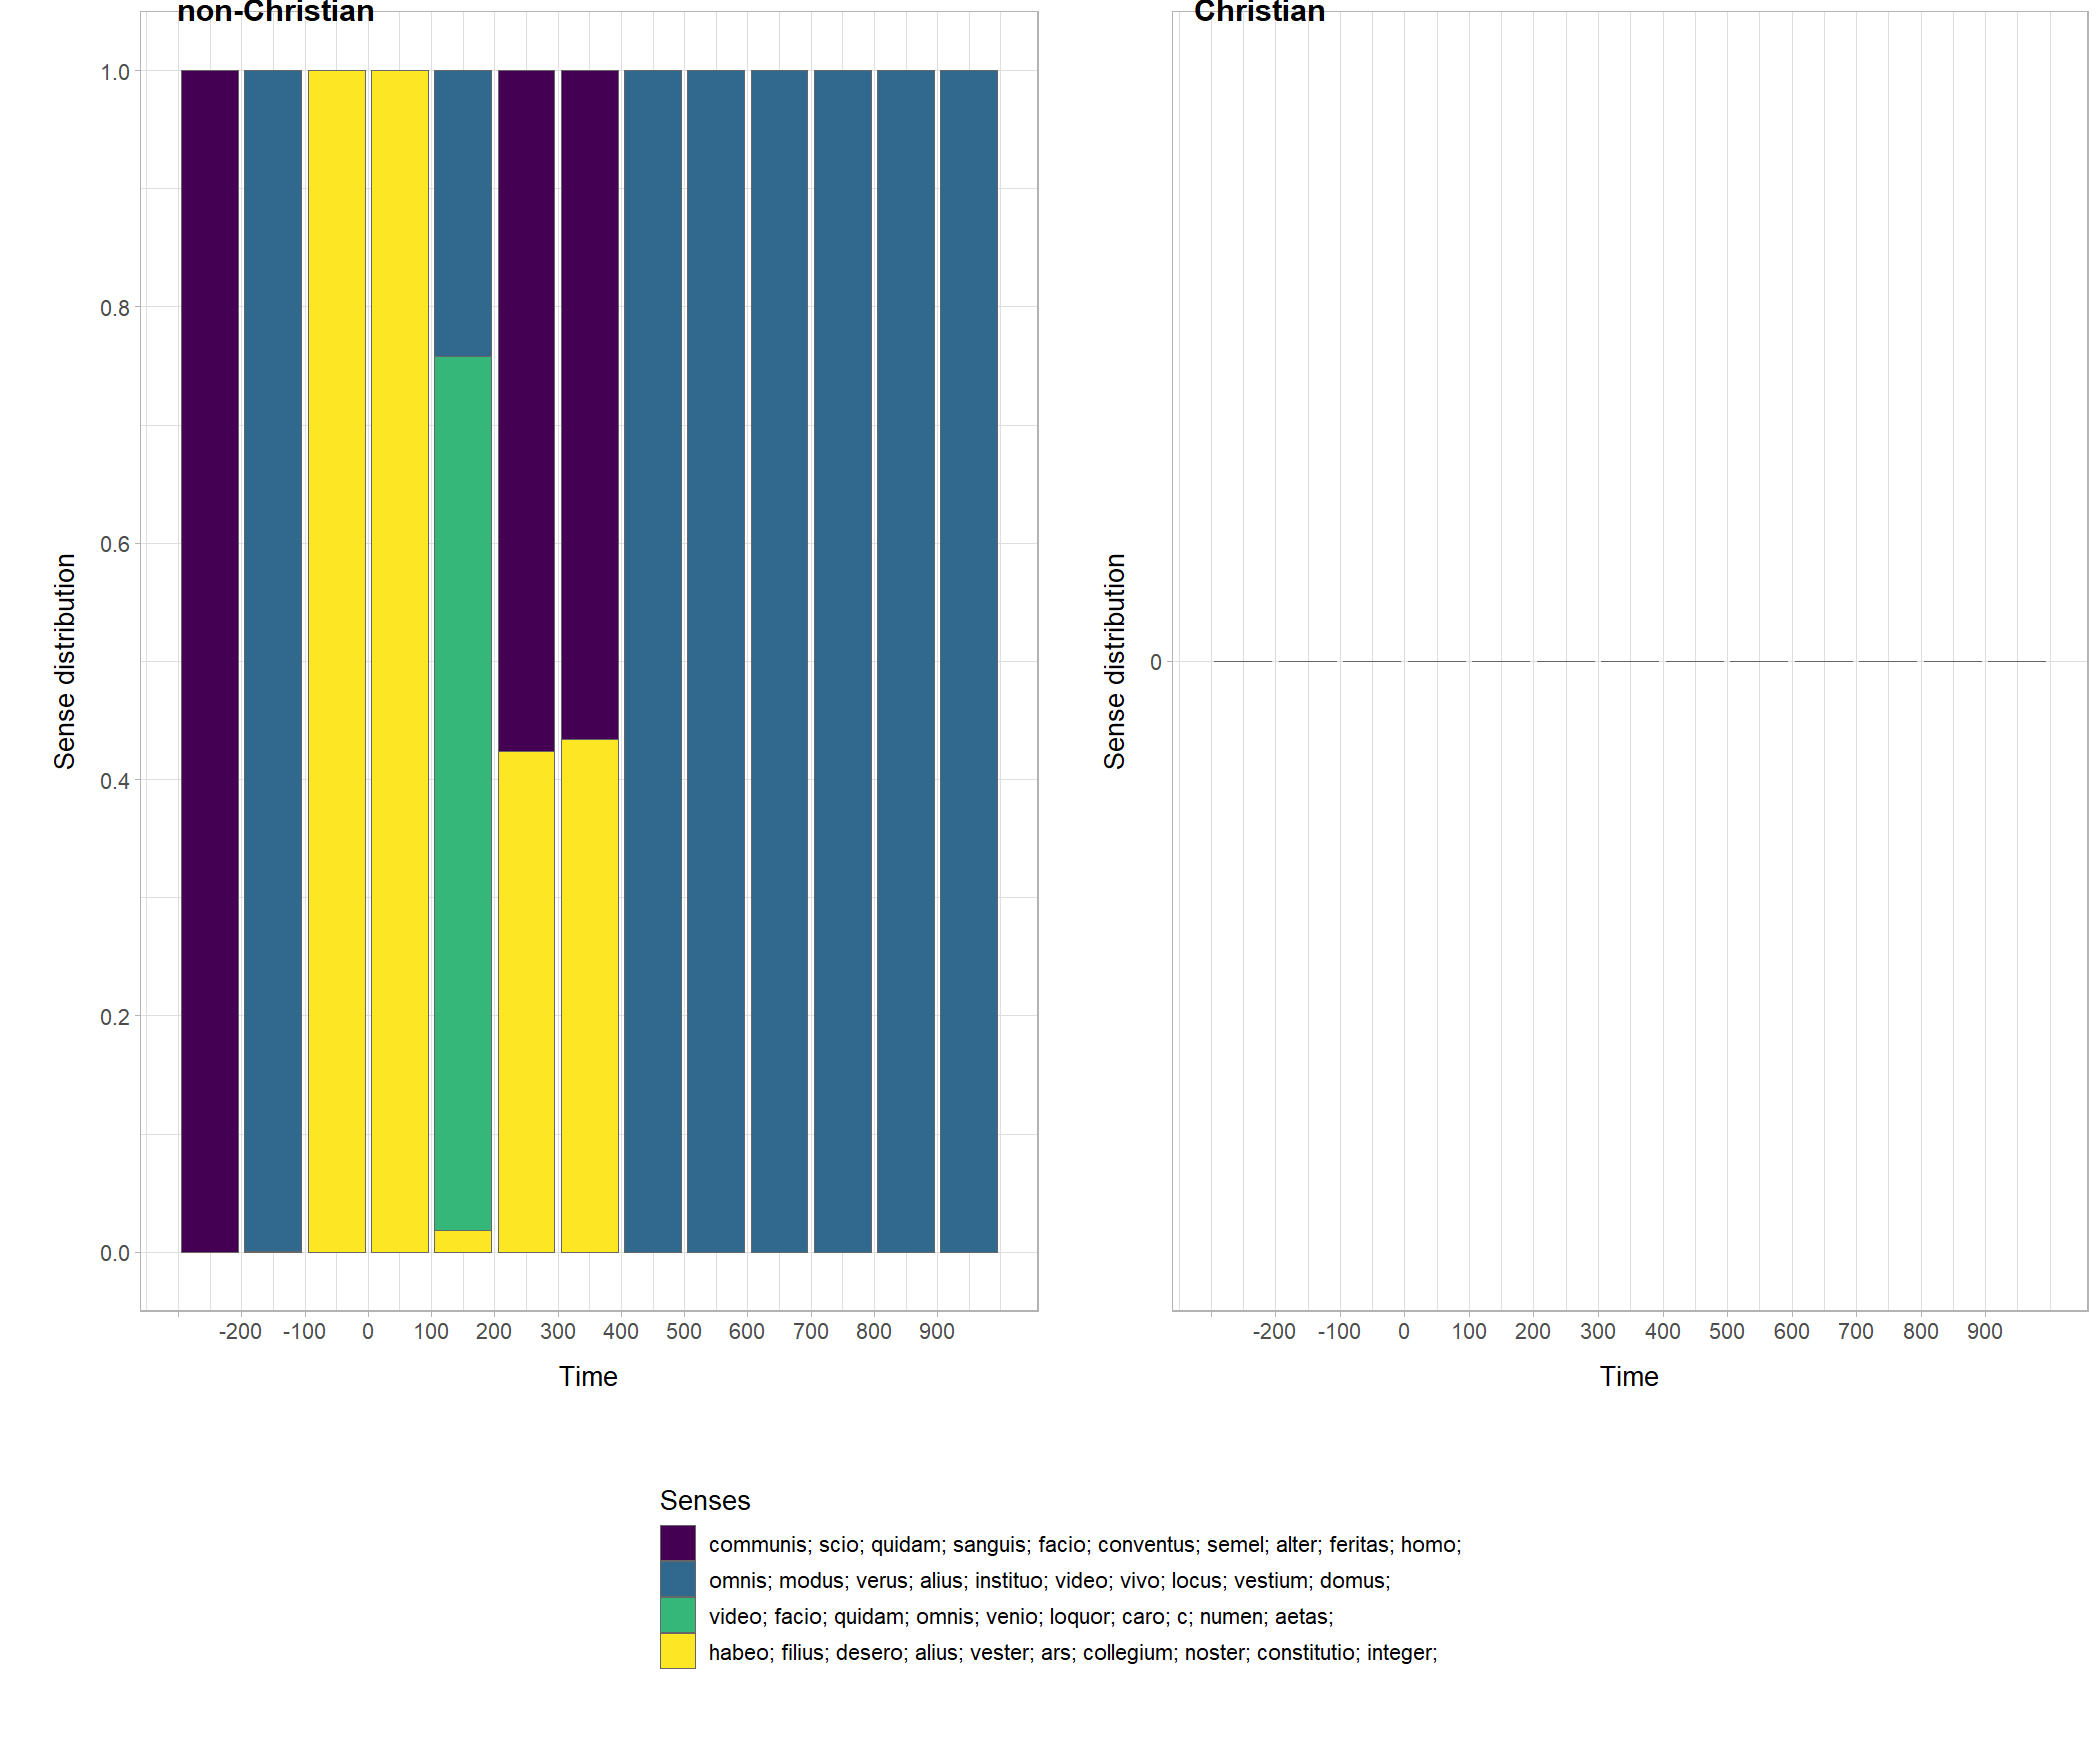 non-Christian
Christian
Sense distribution
1.0
0.8
0.6
0.4
0.2
0.0
-200 -100 0 100 200 300 400 500 600 700 800 900
Time
Sense distribution
0
-200 -100 0 100 200 300 400 500 600 700 800 900
Time
Senses
communis; scio; quidam; sanguis; facio; conventus; semel; alter; feritas; homo;
omnis; modus; verus; alius; instituo; video; vivo; locus; vestium; domus;
video; facio; quidam; omnis; venio; loquor; caro; c; numen; aetas;
habeo; filius; desero; alius; vester; ars; collegium; noster; constitutio; integer;